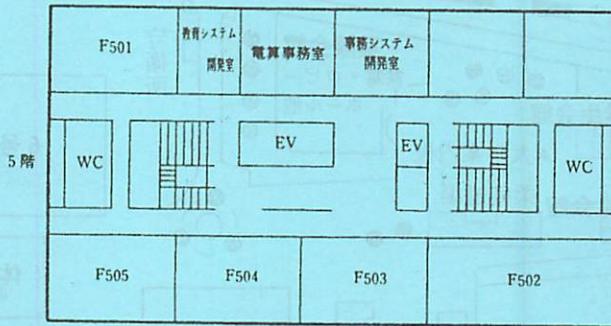 F501
教育システム
開発室
電算事務室
事務システム
開発室
5階
WC
EV
EV
WC
F505
F504
F503
F502